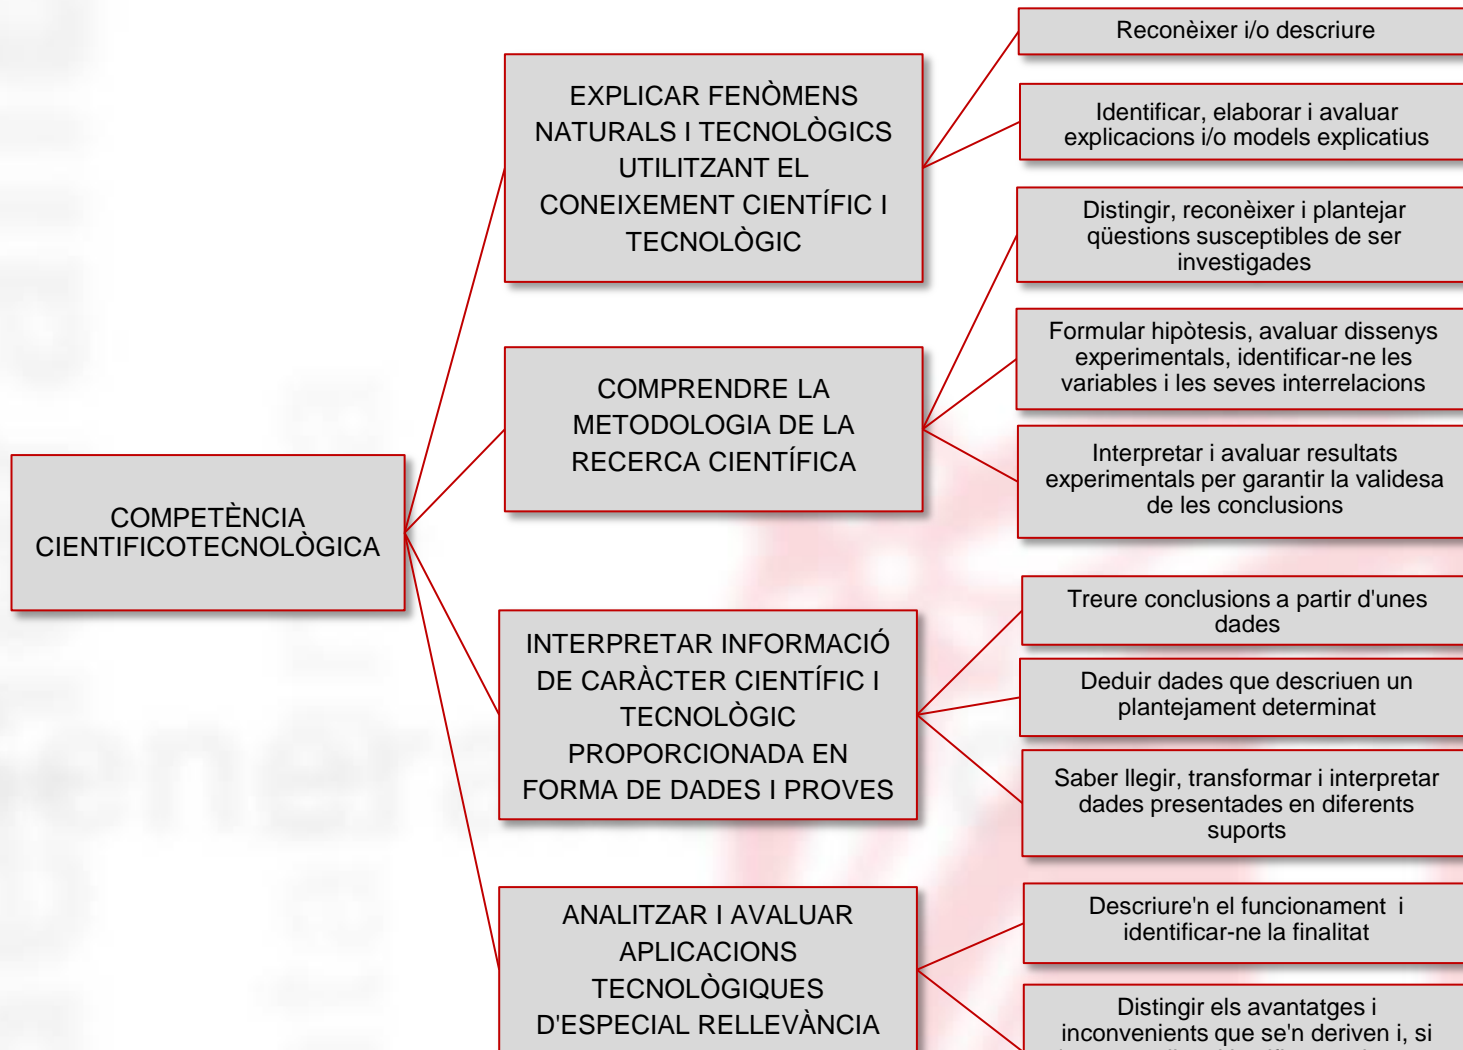 COMPETÈNCIA
CIENTIFICOTECNOLÒGICA
EXPLICAR FENÒMENS
NATURALS I TECNOLÒGICS
UTILITZANT EL
CONEIXEMENT CIENTÍFIC I
TECNOLÒGIC
Reconèixer i/o descriure
Identificar, elaborar i avaluar
explicacions i/o models explicatius
COMPRENDRE LA
METODOLOGIA DE LA
RECERCA CIENTÍFICA
Distingir, reconèixer i plantejar
qüestions susceptibles de ser
investigades
Formular hipòtesis, avaluar dissenys
experimentals, identificar-ne les
variables i les seves interrelacions
Interpretar i avaluar resultats
experimentals per garantir la validesa
de les conclusions
INTERPRETAR INFORMACIÓ
DE CARÀCTER CIENTÍFIC I
TECNOLÒGIC
PROPORCIONADA EN
FORMA DE DADES I PROVES
Treure conclusions a partir d'unes
dades
Deduir dades que descriuen un
plantejament determinat
Saber llegir, transformar i interpretar
dades presentades en diferents
suports
ANALITZAR I AVALUAR
APLICACIONS
TECNOLÒGIQUES
D'ESPECIAL RELLEVÀNCIA
Descriure'n el funcionament i
identificar-ne la finalitat
Distingir els avantatges i
inconvenients que se'n deriven i, si